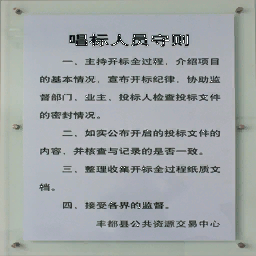 唱标人员守则
一、主持开标全过程，介绍项目
的基本情况，宣布开标纪律，协助监
督部门、业主、投标人检查投标文件
的密封情况。
二、如实公布开启的投标文件的
内容，并核查与记录的是否一致。
三、整理收集开标全过程纸质文
档。
四、接受各界的监督。
丰都县公共资源交易中心